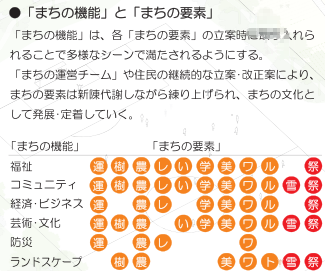 ●「まちの機能」と「まちの要素」
「まちの機能」は、各「まちの要素」の立案時 入れら
れることで多様なシーンで満たされるようにする。
「まちの運営チーム」や住民の継続的な立案・改正案により、
まちの要素は新陳代謝しながら練り上げられ、まちの文化と
して発展・定着していく。
「まちの機能」 「まちの要素」
福祉 運 樹 農 レ い 学 美 ワ ル 祭
コミュニティ 運 樹 農 レ い 学 美 ワ ル 雪 祭
経済・ビジネス 運 農 レ 学 美 ワ ル 祭
芸術・文化 運 樹 農 い 学 美 ワ ル 雪 祭
防災 運 農 レ ワ
ランドスケープ 樹 農 美 ワ ト 雪 祭